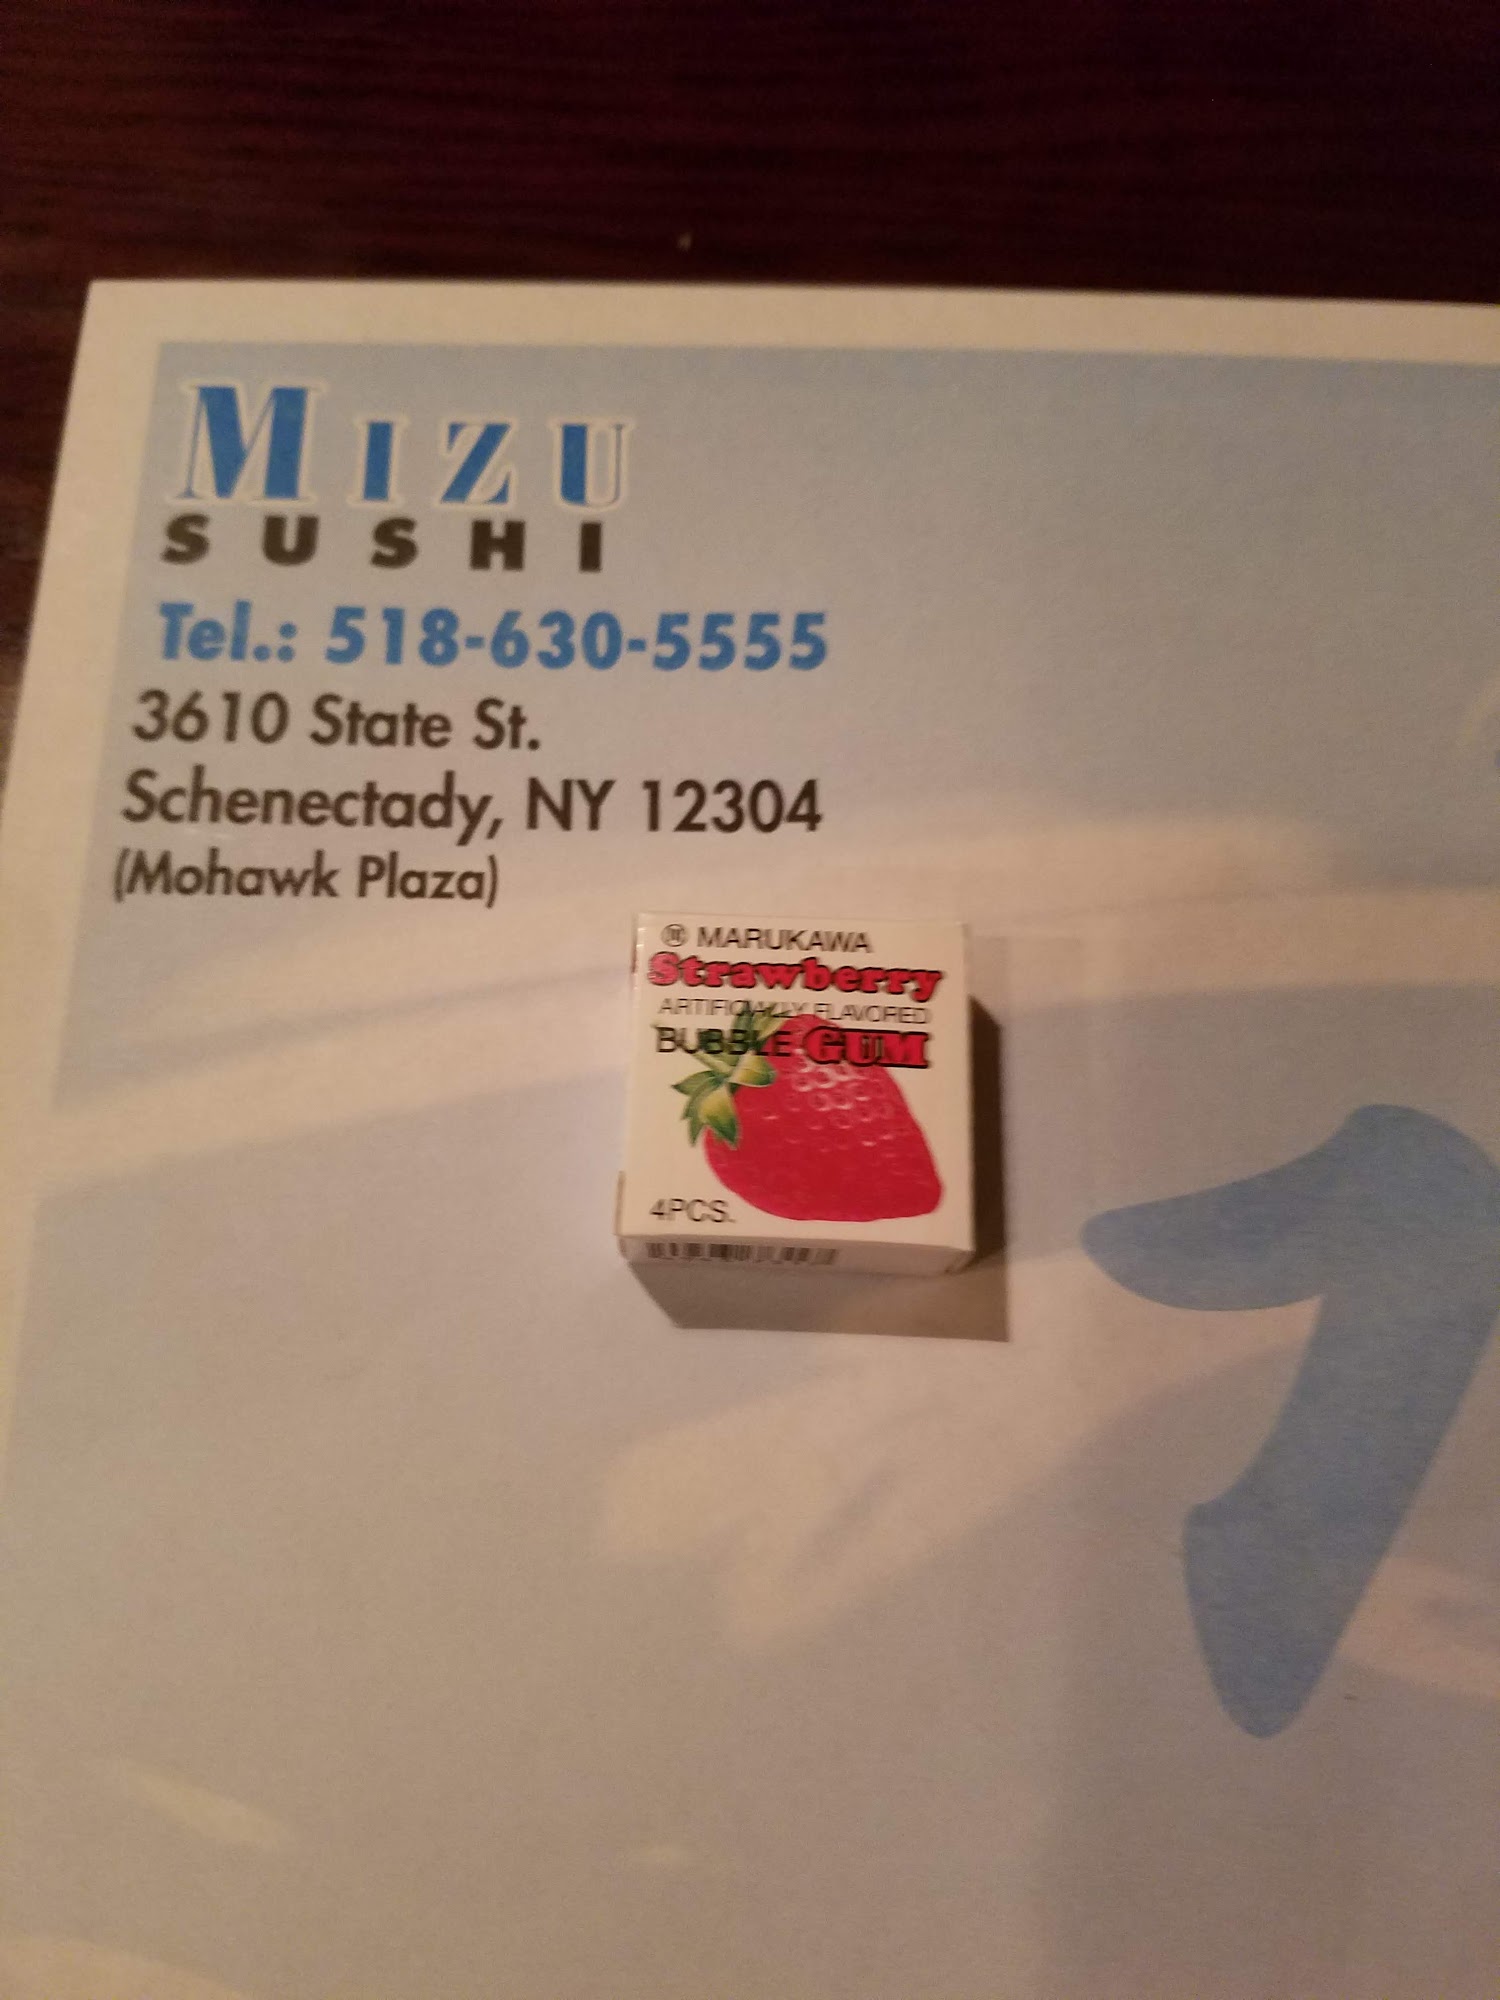 MIZU
SUSHI
Tel.: 518-630-5555
3610 State St.
Schenectady, NY 12304
(Mohawk Plaza)
MARUKAWA
Strawberry
ARTIFICIALLY FLAVORED
BUBBLE GUM
4PCS.